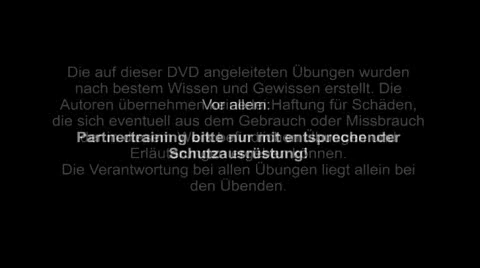 Die auf dieser DVD angeleiteten Übungen wurden
nach bestem Wissen und Gewissen erstellt. Die
Autoren übernehmen Haftung für Schäden,
Vor allem:
die sich eventuell aus dem Gebrauch oder Missbrauch
Partnertraining bitte nur mit entsprechender
Schutzausrüstung!
Die Verantwortung bei allen Übungen liegt allein bei
den Übenden.